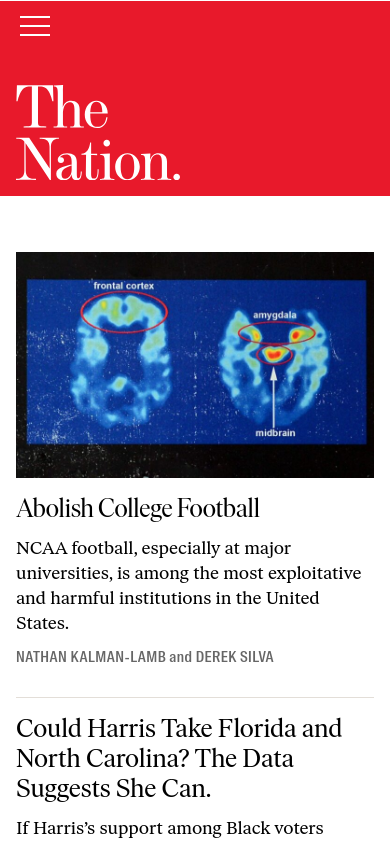 The
Nation.
frontal cortex
amygdala
midbrain
Abolish College Football
NCAA football, especially at major
universities, is among the most exploitative
and harmful institutions in the United
States.
NATHAN KALMAN-LAMB and DEREK SILVA
Could Harris Take Florida and
North Carolina? The Data
Suggests She Can.
If Harris’s support among Black voters